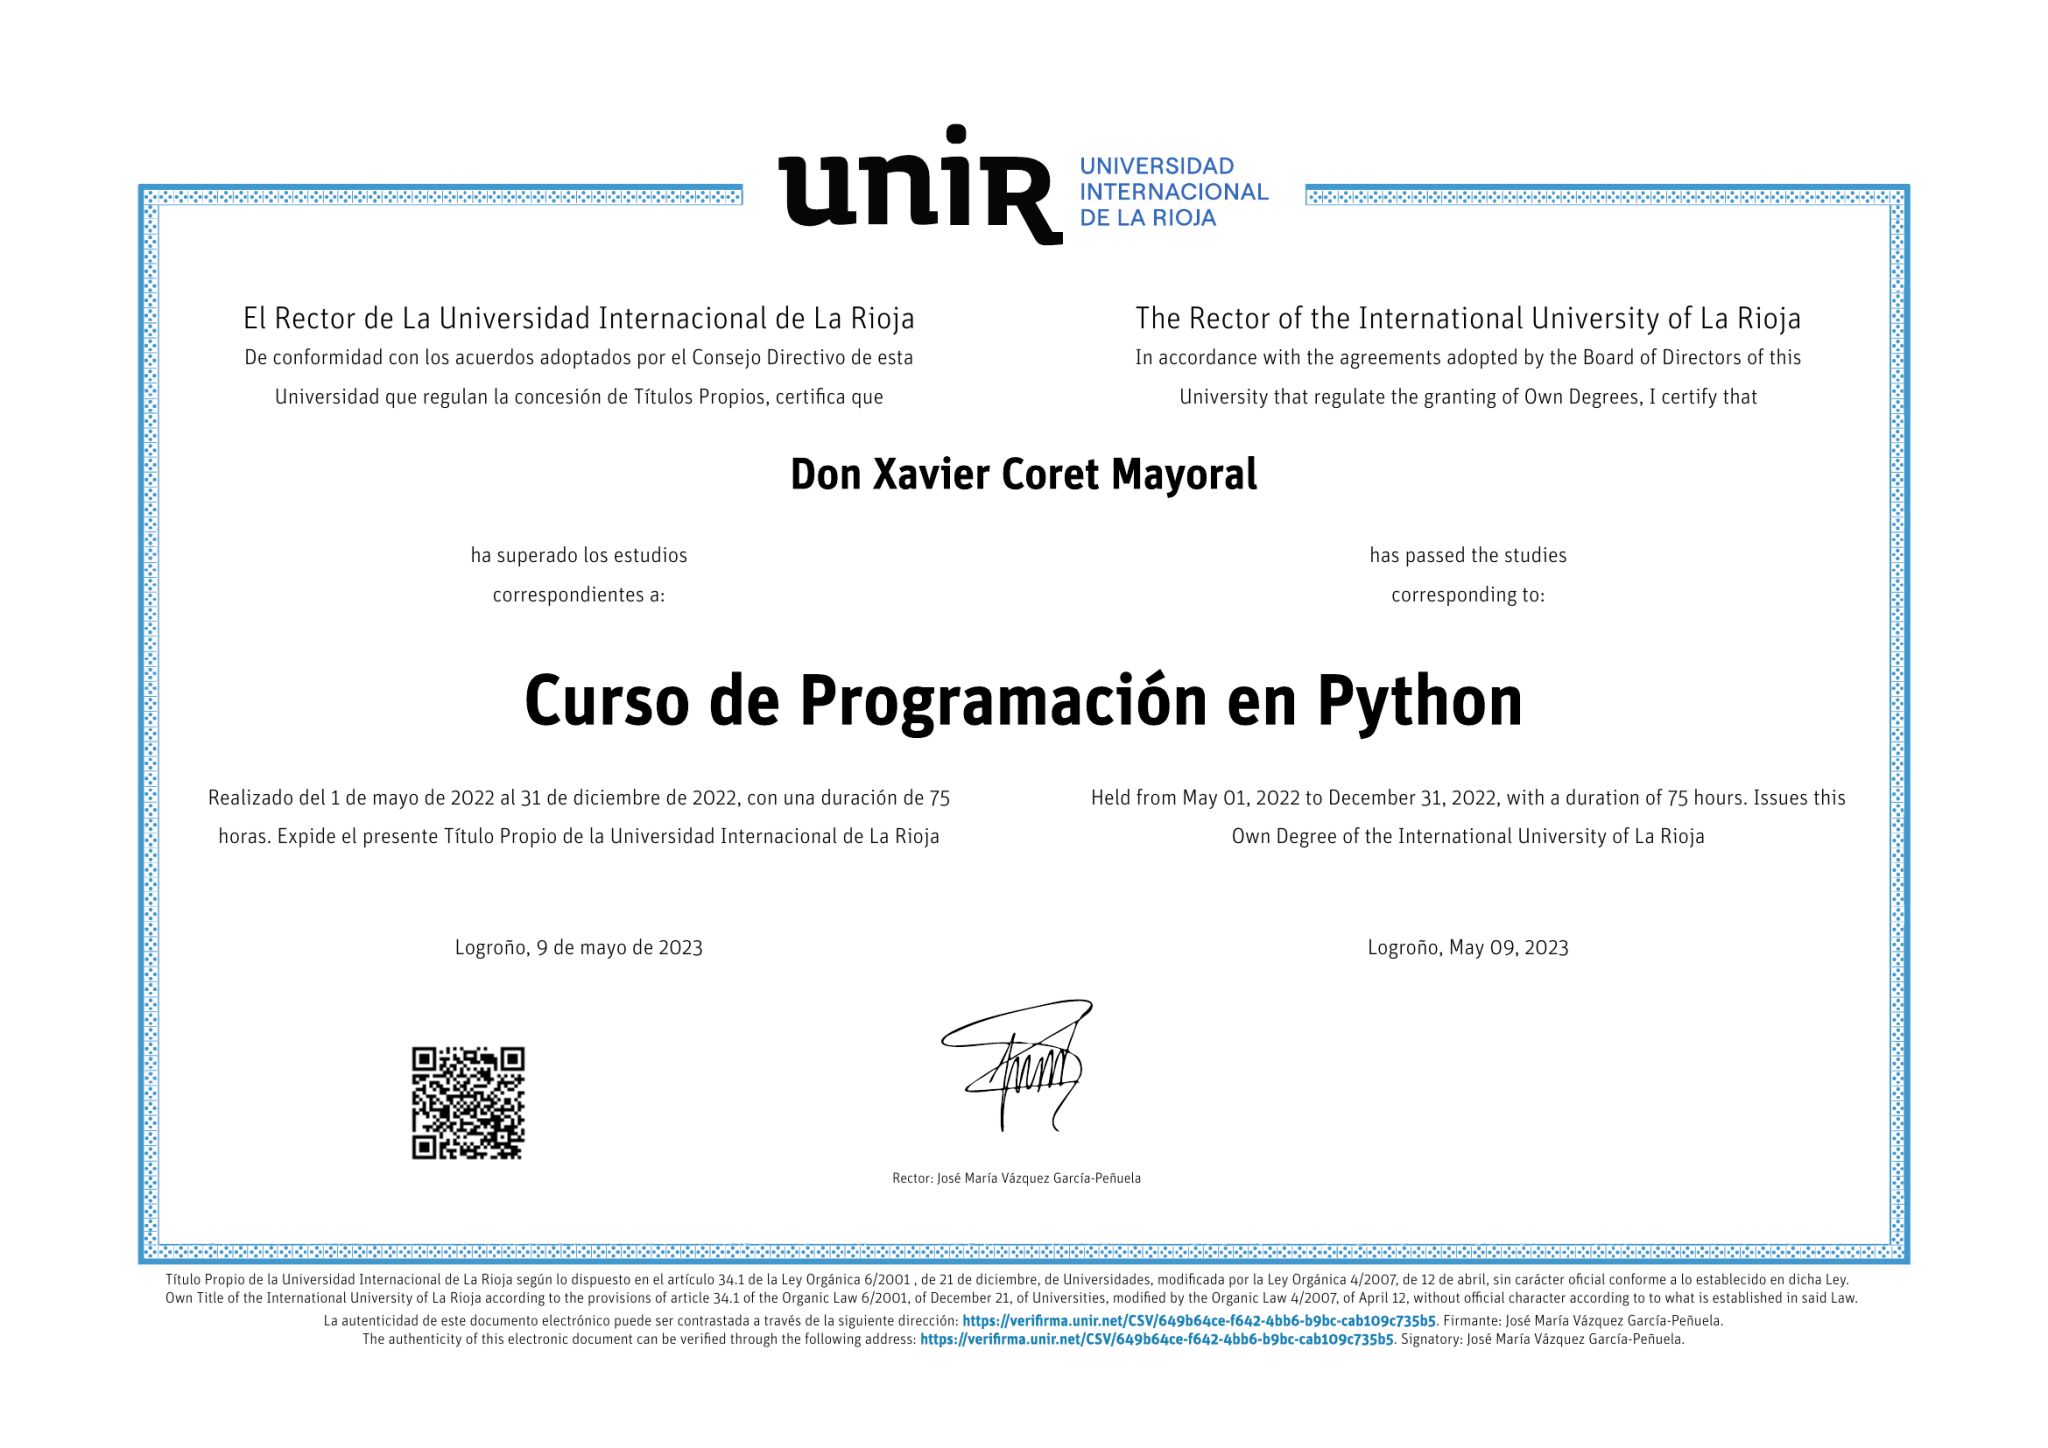 unir
UNIVERSIDAD
INTERNACIONAL
DE LA RIOJA
El Rector de La Universidad Internacional de La Rioja
De conformidad con los acuerdos adoptados por el Consejo Directivo de esta
Universidad que regulan la concesión de Títulos Propios, certifica que
The Rector of the International University of La Rioja
In accordance with the agreements adopted by the Board of Directors of this
University that regulate the granting of Own Degrees, I certify that
Don Xavier Coret Mayoral
ha superado los estudios
correspondientes a:
has passed the studies
corresponding to:
Curso de Programación en Python
Realizado del 1 de mayo de 2022 al 31 de diciembre de 2022, con una duración de 75
horas. Expide el presente Título Propio de la Universidad Internacional de La Rioja
Held from May 01, 2022 to December 31, 2022, with a duration of 75 hours. Issues this
Own Degree of the International University of La Rioja
Logroño, 9 de mayo de 2023
Logroño, May 09, 2023
Rector: José María Vázquez García-Peñuela
Título Propio de la Universidad Internacional de La Rioja según lo dispuesto en el artículo 34.1 de la Ley Orgánica 6/2001 , de 21 de diciembre, de Universidades, modificada por la Ley Orgánica 4/2007, de 12 de abril, sin carácter oficial conforme a lo establecido en dicha Ley.
Own Title of the International University of La Rioja according to the provisions of article 34.1 of the Organic Law 6/2001, of December 21, of Universities, modified by the Organic Law 4/2007, of April 12, without official character according to to what is established in said Law.
La autenticidad de este documento electrónico puede ser contrastada a través de la siguiente dirección: https://verifirma.unir.net/CSV/649b64ce-f642-4bb6-b9bc-cab109c735b5. Firmante: José María Vázquez García-Peñuela.
The authenticity of this electronic document can be verified through the following address: https://verifirma.unir.net/CSV/649b64ce-f642-4bb6-b9bc-cab109c735b5. Signatory: José María Vázquez García-Peñuela.